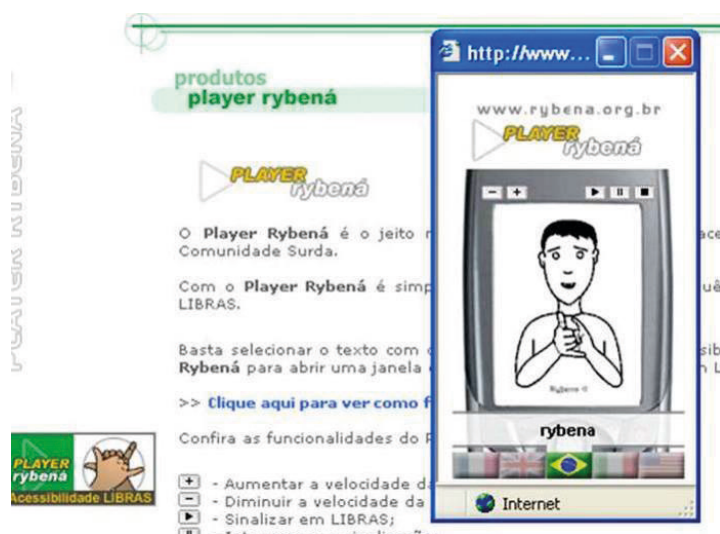 produtos
player rybená
PLAYER RYBENÁ
PLAYER
rybená
O Player Rybená é o jeito
Comunidade Surda.
Com o Player Rybená é
LIBRAS.
Basta selecionar o texto com
Rybená para abrir uma janela
>> Clique aqui para ver como
Confira as funcionalidades do
+ - Aumentar a velocidade
- - Diminuir a velocidade da
- Sinalizar em LIBRAS;
PLAYER
rybená
Acessibilidade LIBRAS
http://www...
www.rybena.org.br
PLAYER
rybená
- +
rybena
Internet